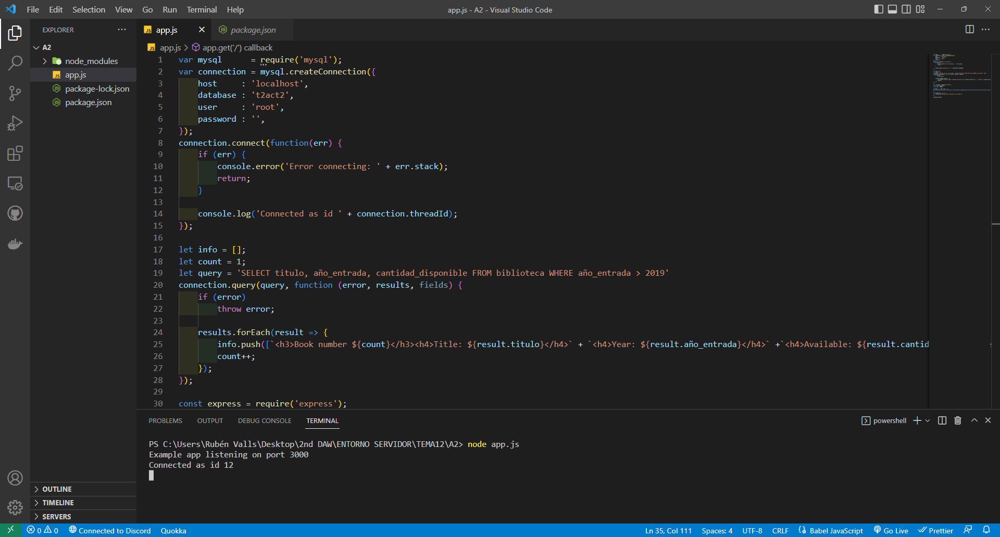 File Edit Selection View Go Run Terminal Help
app.js - A2 - Visual Studio Code
EXPLORER
A2
node_modules
app.js
package-lock.json
package.json
OUTLINE
TIMELINE
SERVERS
app.js
package.json
app.js > app.get('/') callback
1 var mysql      = require('mysql');
2 var connection = mysql.createConnection({
3     host     : 'localhost',
4     database : 't2act2',
5     user     : 'root',
6     password : '',
7 });
8 connection.connect(function(err) {
9     if (err) {
10         console.error('Error connecting: ' + err.stack);
11         return;
12     }
13
14     console.log('Connected as id ' + connection.threadId);
15 });
16
17 let info = [];
18 let count = 1;
19 let query = 'SELECT titulo, año_entrada, cantidad_disponible FROM biblioteca WHERE año_entrada > 2019'
20 connection.query(query, function (error, results, fields) {
21     if (error)
22         throw error;
23
24     results.forEach(result => {
25         info.push([`<h3>Book number ${count}</h3><h4>Title: ${result.titulo}</h4>` + `<h4>Year: ${result.año_entrada}</h4>` +`<h4>Available: ${result.cantid
26         count++;
27     });
28 });
29
30 const express = require('express');
PROBLEMS OUTPUT DEBUG CONSOLE TERMINAL
powershell
PS C:\Users\Rubén Valls\Desktop\2nd DAW\ENTORNO SERVIDOR\TEMA12\A2> node app.js
Example app listening on port 3000
Connected as id 12
0 0 Connected to Discord Quokka
Ln 35, Col 111 Spaces: 4 UTF-8 CRLF Babel JavaScript Go Live Prettier